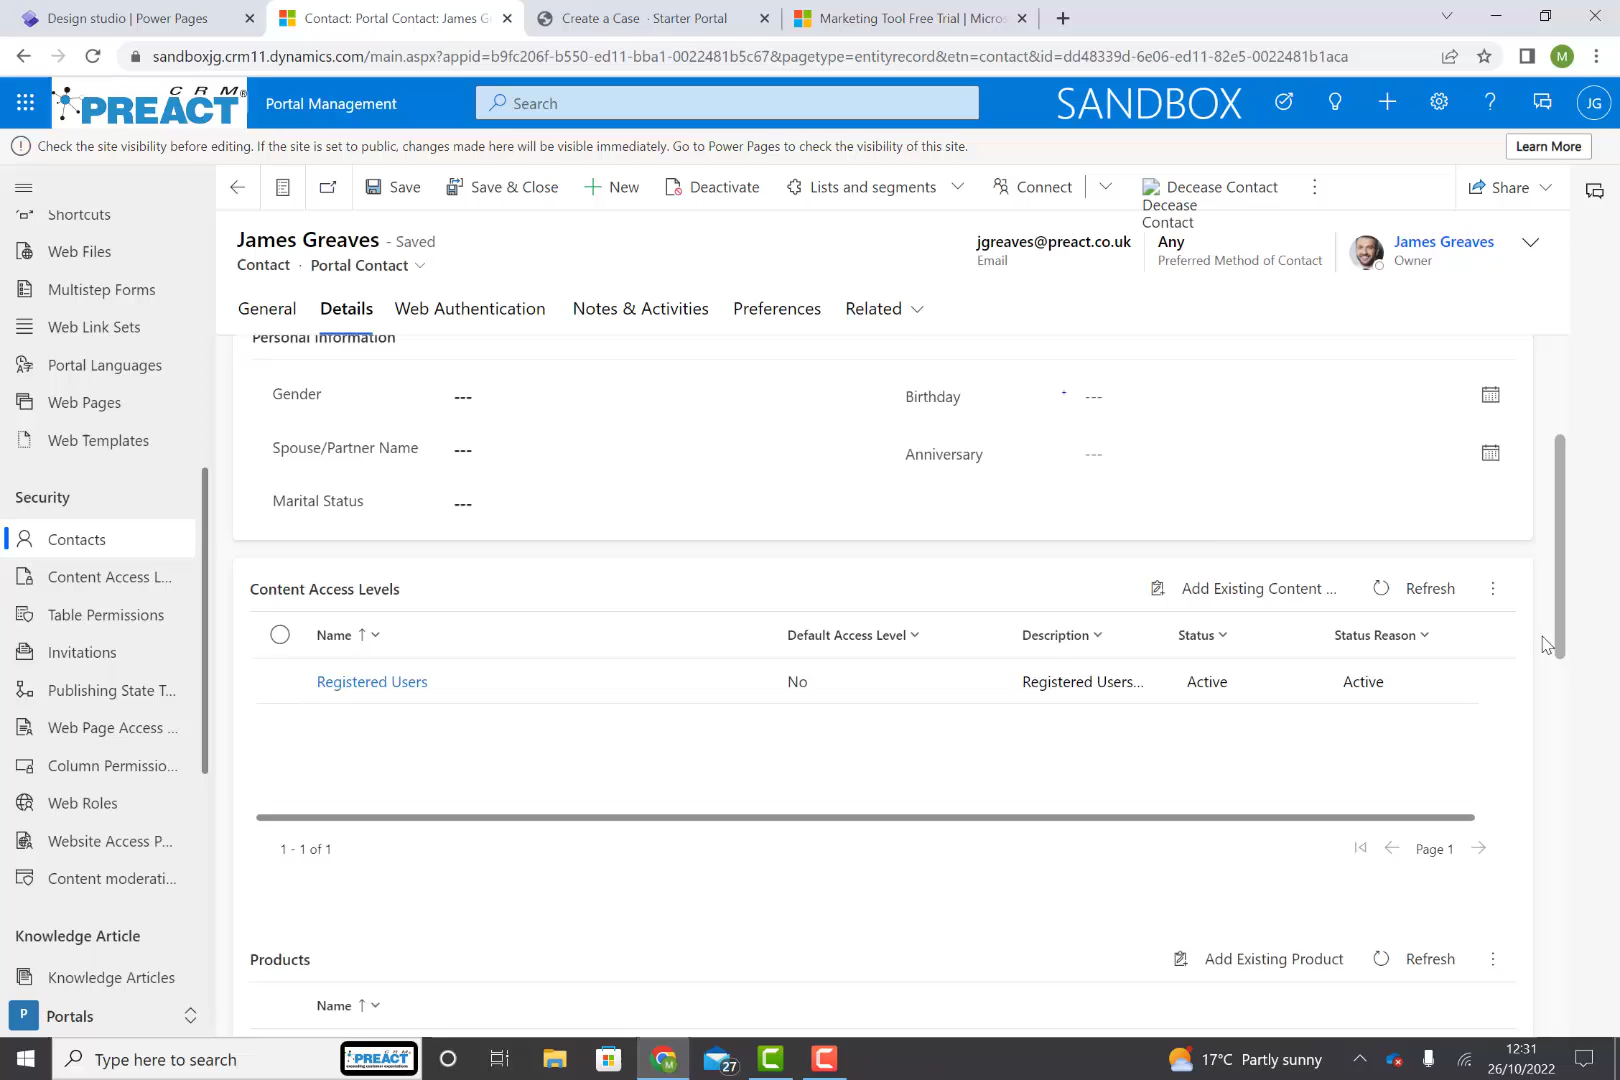 Design studio | Power Pages
Contact: Portal Contact: James G
Create a Case · Starter Portal
Marketing Tool Free Trial | Micros
sandboxjg.crm11.dynamics.com/main.aspx?appid=b9fc206f-b550-ed11-bba1-0022481b5c67&pagetype=entityrecord&etn=contact&id=dd48339d-6e06-ed11-82e5-0022481b1aca
M
CRM
PREACT®
Portal Management
Search
SANDBOX
JG
Check the site visibility before editing. If the site is set to public, changes made here will be visible immediately. Go to Power Pages to check the visibility of this site.
Learn More
Save
Save & Close
New
Deactivate
Lists and segments
Connect
Decease Contact
Decease
Contact
Share
James Greaves - Saved
Contact · Portal Contact
jgreaves@preact.co.uk
Email
Any
Preferred Method of Contact
James Greaves
Owner
General
Details
Web Authentication
Notes & Activities
Preferences
Related
Shortcuts
Web Files
Multistep Forms
Web Link Sets
Portal Languages
Web Pages
Web Templates
Security
Contacts
Content Access L...
Table Permissions
Invitations
Publishing State T...
Web Page Access ...
Column Permissio...
Web Roles
Website Access P...
Content moderati...
Knowledge Article
Knowledge Articles
P Portals
Personal Information
Gender ---
Birthday + ---
Spouse/Partner Name ---
Anniversary ---
Marital Status ---
Content Access Levels
Add Existing Content ...
Refresh
Name ↑
Default Access Level
Description
Status
Status Reason
Registered Users
No
Registered Users...
Active
Active
1 - 1 of 1
Page 1
Products
Add Existing Product
Refresh
Name ↑
Type here to search
PREACT
M
27
17°C Partly sunny
12:31
26/10/2022